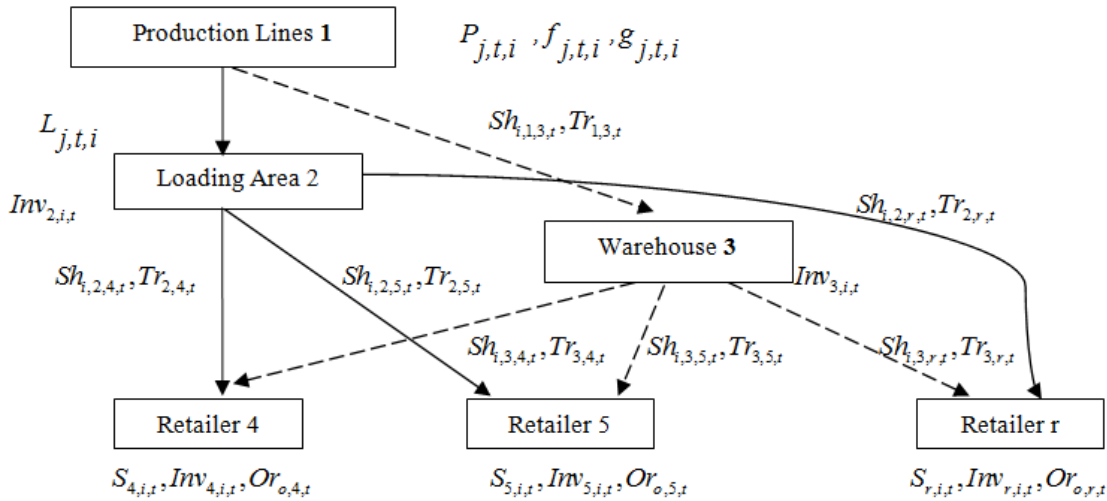 Production Lines 1
P_{j,t,i} , f_{j,t,i} , g_{j,t,i}
Sh_{i,1,3,t} , Tr_{1,3,t}
L_{j,t,i}
Loading Area 2
Inv_{2,i,t}
Sh_{i,2,r,t} , Tr_{2,r,t}
Warehouse 3
Sh_{i,2,4,t} , Tr_{2,4,t}
Sh_{i,2,5,t} , Tr_{2,5,t}
Inv_{3,i,t}
Sh_{i,3,4,t} , Tr_{3,4,t}
Sh_{i,3,5,t} , Tr_{3,5,t}
Sh_{i,3,r,t} , Tr_{3,r,t}
Retailer 4
Retailer 5
Retailer r
S_{4,i,t} , Inv_{4,i,t} , Or_{o,4,t}
S_{5,i,t} , Inv_{5,i,t} , Or_{o,5,t}
S_{r,i,t} , Inv_{r,i,t} , Or_{o,r,t}